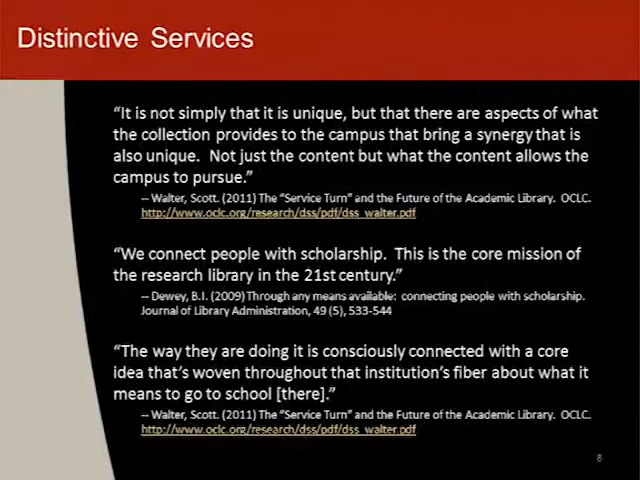 Distinctive Services
“It is not simply that it is unique, but that there are aspects of what
the collection provides to the campus that bring a synergy that is
also unique.  Not just the content but what the content allows the
campus to pursue.”
-- Walter, Scott. (2011) The “Service Turn” and the Future of the Academic Library.  OCLC.
http://www.oclc.org/research/dss/pdf/dss_walter.pdf
“We connect people with scholarship.  This is the core mission of
the research library in the 21st century.”
-- Dewey, B.I. (2009) Through any means available:  connecting people with scholarship.
Journal of Library Administration, 49 (5), 533-544
“The way they are doing it is consciously connected with a core
idea that’s woven throughout that institution’s fiber about what it
means to go to school [there].”
-- Walter, Scott. (2011) The “Service Turn” and the Future of the Academic Library.  OCLC.
http://www.oclc.org/research/dss/pdf/dss_walter.pdf
8